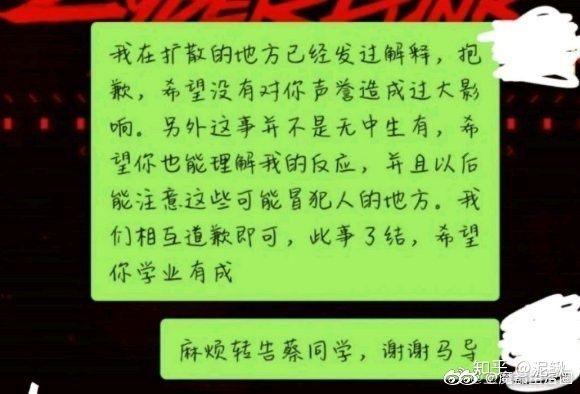 CYBERPUNK
我在扩散的地方已经发过解释，抱
歉，希望没有对你声誉造成过大影
响。另外这事并不是无中生有，希
望你也能理解我的反应，并且以后
能注意这些可能冒犯人的地方。我
们相互道歉即可，此事了结，希望
你学业有成
麻烦转告蔡同学，谢谢马导
知乎 @泥锹